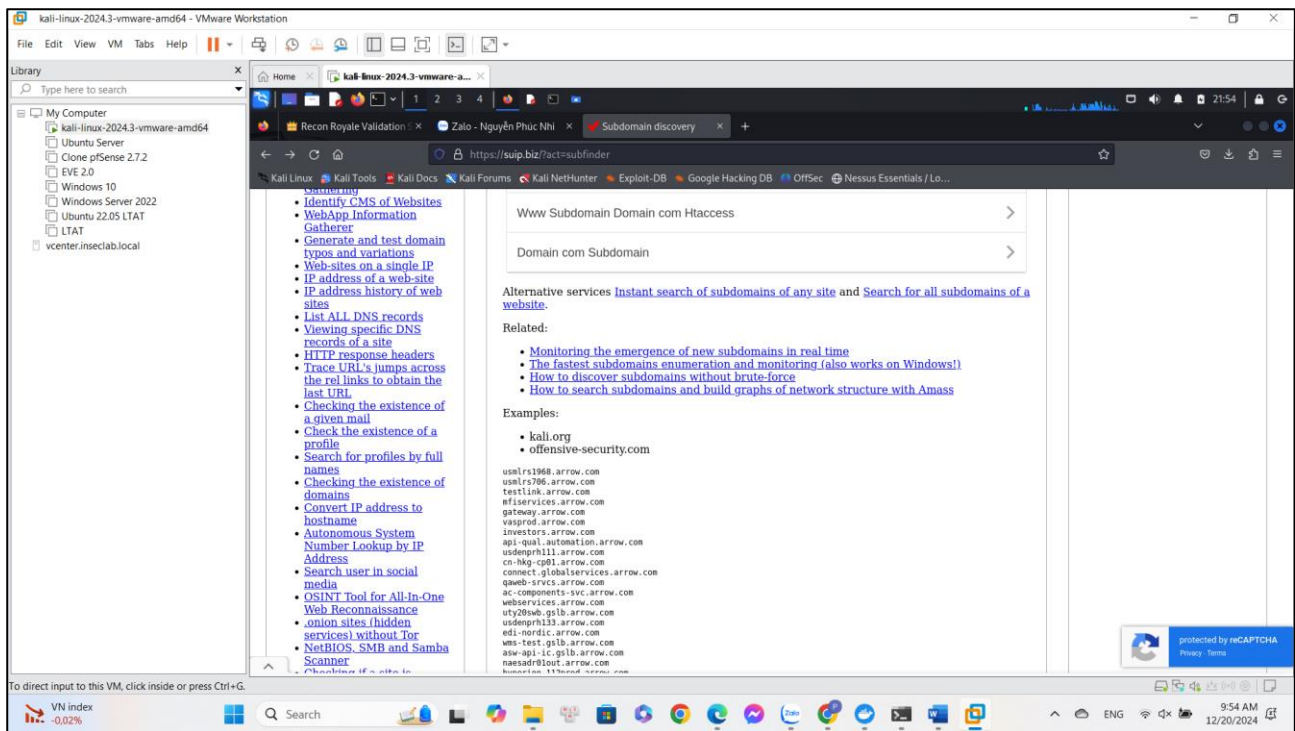 kali-linux-2024.3-vmware-amd64 - VMware Workstation
File Edit View VM Tabs Help
Library X
Type here to search
My Computer
kali-linux-2024.3-vmware-amd64
Ubuntu Server
Clone pfSense 2.7.2
EVE 2.0
Windows 10
Windows Server 2022
Ubuntu 22.05 LTAT
LTAT
vcenter.inseclab.local
Home kali-linux-2024.3-vmware-a...
1 2 3 4 21:54
Recon Royale Validation Zalo - Nguyễn Phúc Nhi Subdomain discovery
https://suip.biz/?act=subfinder
Kali Linux Kali Tools Kali Docs Kali Forums Kali NetHunter Exploit-DB Google Hacking DB OffSec Nessus Essentials / Lo...
Gathering
Identify CMS of Websites
WebApp Information
Gatherer
Generate and test domain
typos and variations
Web-sites on a single IP
IP address of a web-site
IP address history of web
sites
List ALL DNS records
Viewing specific DNS
records of a site
HTTP response headers
Trace URL's jumps across
the rel links to obtain the
last URL
Checking the existence of
a given mail
Check the existence of a
profile
Search for profiles by full
names
Checking the existence of
domains
Convert IP address to
hostname
Autonomous System
Number Lookup by IP
Address
Search user in social
media
OSINT Tool for All-In-One
Web Reconnaissance
.onion sites (hidden
services) without Tor
NetBIOS, SMB and Samba
Scanner
Checking if a site is
Www Subdomain Domain com Htaccess
Domain com Subdomain
Alternative services Instant search of subdomains of any site and Search for all subdomains of a
website.
Related:
Monitoring the emergence of new subdomains in real time
The fastest subdomains enumeration and monitoring (also works on Windows!)
How to discover subdomains without brute-force
How to search subdomains and build graphs of network structure with Amass
Examples:
kali.org
offensive-security.com
usmlrs1968.arrow.com
usmlrs706.arrow.com
testlink.arrow.com
mfiservices.arrow.com
gateway.arrow.com
vasprod.arrow.com
investors.arrow.com
api-qual.automation.arrow.com
usdenprh111.arrow.com
cn-hkg-cp01.arrow.com
connect.globalservices.arrow.com
qaweb-srvcs.arrow.com
ac-components-svc.arrow.com
webservices.arrow.com
uty20swb.gslb.arrow.com
usdenprh133.arrow.com
edi-nordic.arrow.com
wms-test.gslb.arrow.com
asw-api-ic.gslb.arrow.com
naesadr01out.arrow.com
protected by reCAPTCHA
Privacy - Terms
To direct input to this VM, click inside or press Ctrl+G.
VN index
-0,02%
Search
Zalo
ENG
9:54 AM
12/20/2024